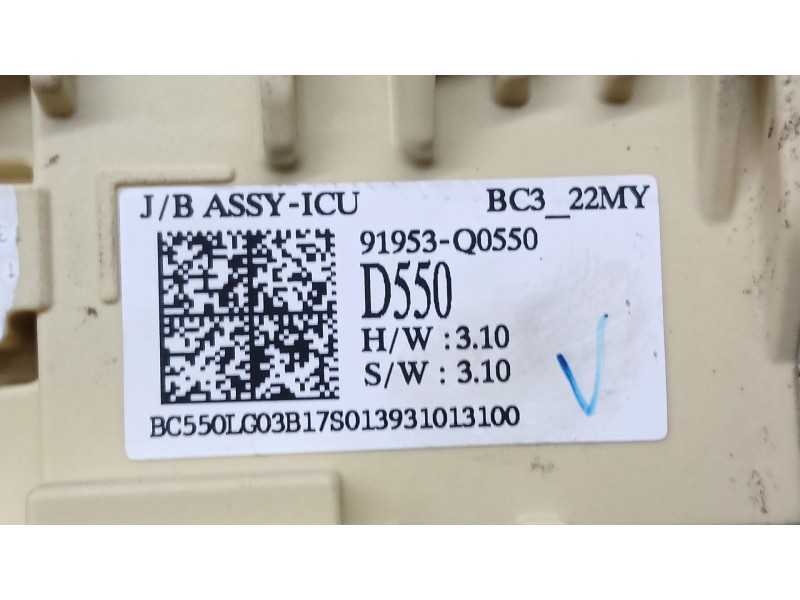 J/B ASSY-ICU BC3_22MY
91953-Q0550
D550
H/W : 3.10
S/W : 3.10
BC550LG03B17S013931013100